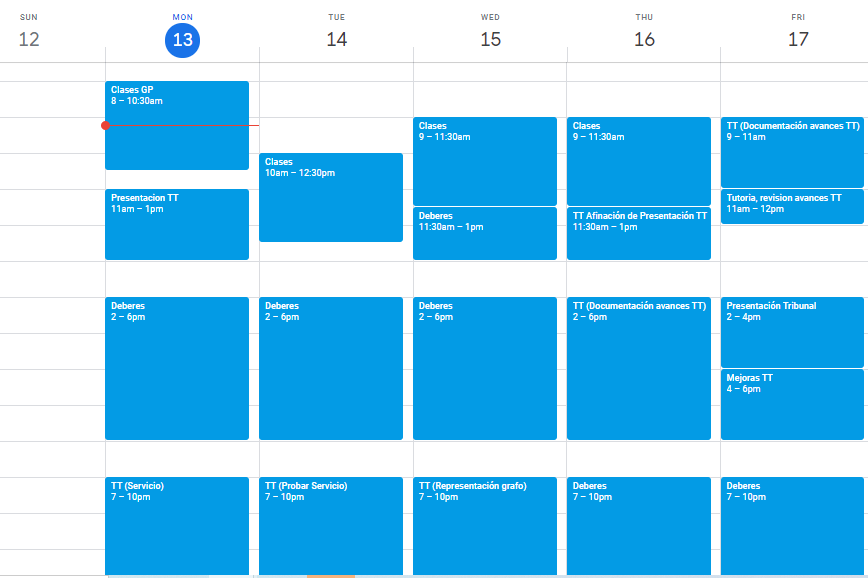 SUN
12
MON
13
TUE
14
WED
15
THU
16
FRI
17
Clases GP
8 – 10:30am
Presentacion TT
11am – 1pm
Deberes
2 – 6pm
TT (Servicio)
7 – 10pm
Clases
10am – 12:30pm
Deberes
2 – 6pm
TT (Probar Servicio)
7 – 10pm
Clases
9 – 11:30am
Deberes
11:30am – 1pm
Deberes
2 – 6pm
TT (Representación grafo)
7 – 10pm
Clases
9 – 11:30am
TT Afinación de Presentación TT
11:30am – 1pm
TT (Documentación avances TT)
2 – 6pm
Deberes
7 – 10pm
TT (Documentación avances TT)
9 – 11am
Tutoria, revision avances TT
11am – 12pm
Presentación Tribunal
2 – 4pm
Mejoras TT
4 – 6pm
Deberes
7 – 10pm